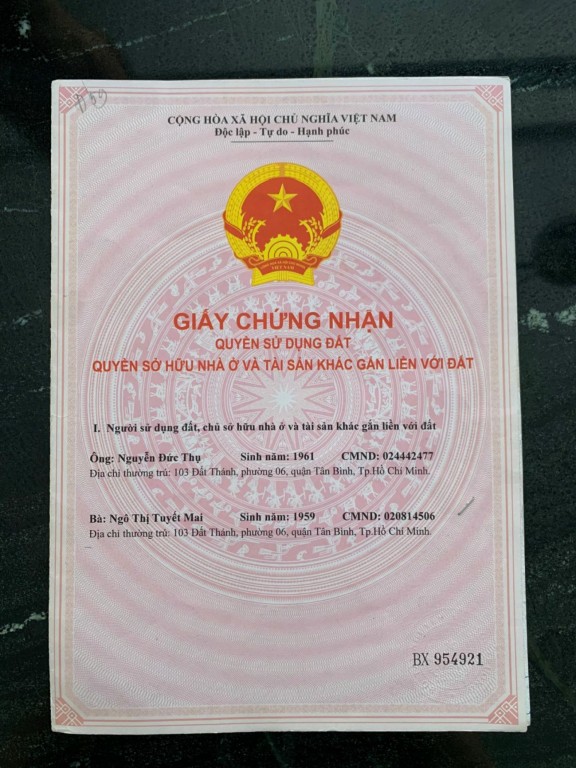 CỘNG HÒA XÃ HỘI CHỦ NGHĨA VIỆT NAM
Độc lập - Tự do - Hạnh phúc
VIỆT NAM
GIẤY CHỨNG NHẬN
QUYỀN SỬ DỤNG ĐẤT
QUYỀN SỞ HỮU NHÀ Ở VÀ TÀI SẢN KHÁC GẮN LIỀN VỚI ĐẤT
I. Người sử dụng đất, chủ sở hữu nhà ở và tài sản khác gắn liền với đất
Ông: Nguyễn Đức Thụ Sinh năm: 1961 CMND: 024442477
Địa chỉ thường trú: 103 Đất Thánh, phường 06, quận Tân Bình, Tp.Hồ Chí Minh.
Bà: Ngô Thị Tuyết Mai Sinh năm: 1959 CMND: 020814506
Địa chỉ thường trú: 103 Đất Thánh, phường 06, quận Tân Bình, Tp.Hồ Chí Minh.
BX 954921